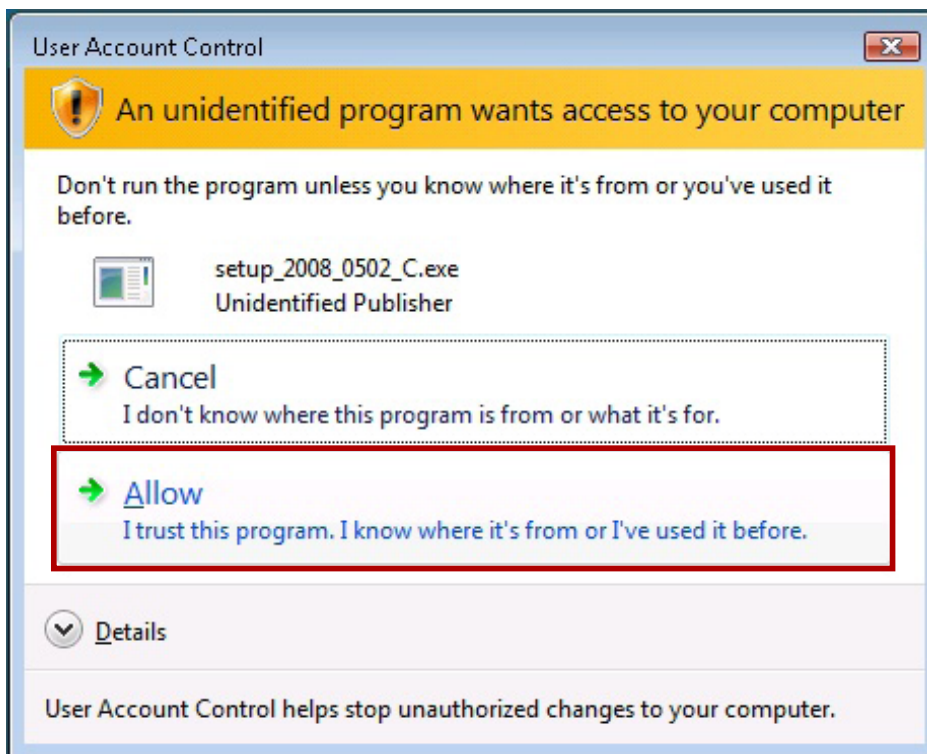 User Account Control
An unidentified program wants access to your computer
Don't run the program unless you know where it's from or you've used it
before.
setup_2008_0502_C.exe
Unidentified Publisher
Cancel
I don't know where this program is from or what it's for.
Allow
I trust this program. I know where it's from or I've used it before.
Details
User Account Control helps stop unauthorized changes to your computer.